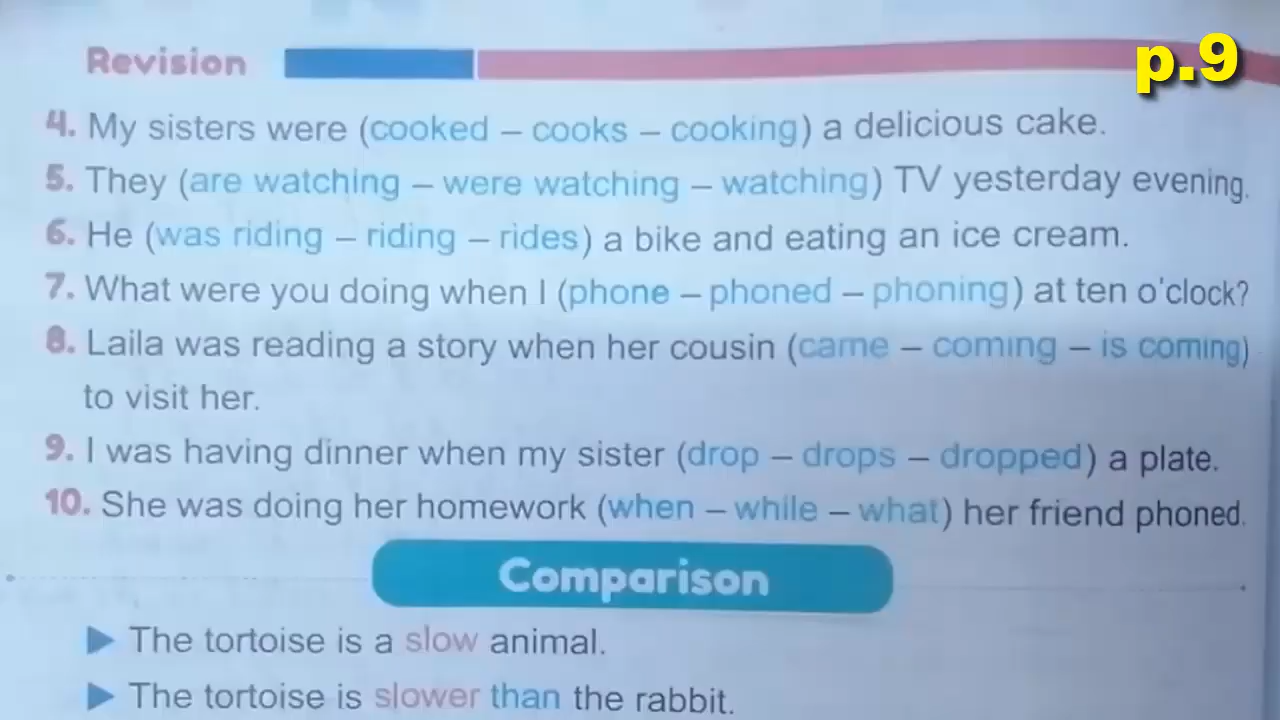 Revision
p.9
4. My sisters were (cooked – cooks – cooking) a delicious cake.
5. They (are watching – were watching – watching) TV yesterday evening.
6. He (was riding – riding – rides) a bike and eating an ice cream.
7. What were you doing when I (phone – phoned – phoning) at ten o'clock?
8. Laila was reading a story when her cousin (came – coming – is coming)
to visit her.
9. I was having dinner when my sister (drop – drops – dropped) a plate.
10. She was doing her homework (when – while – what) her friend phoned.
Comparison
▶ The tortoise is a slow animal.
▶ The tortoise is slower than the rabbit.